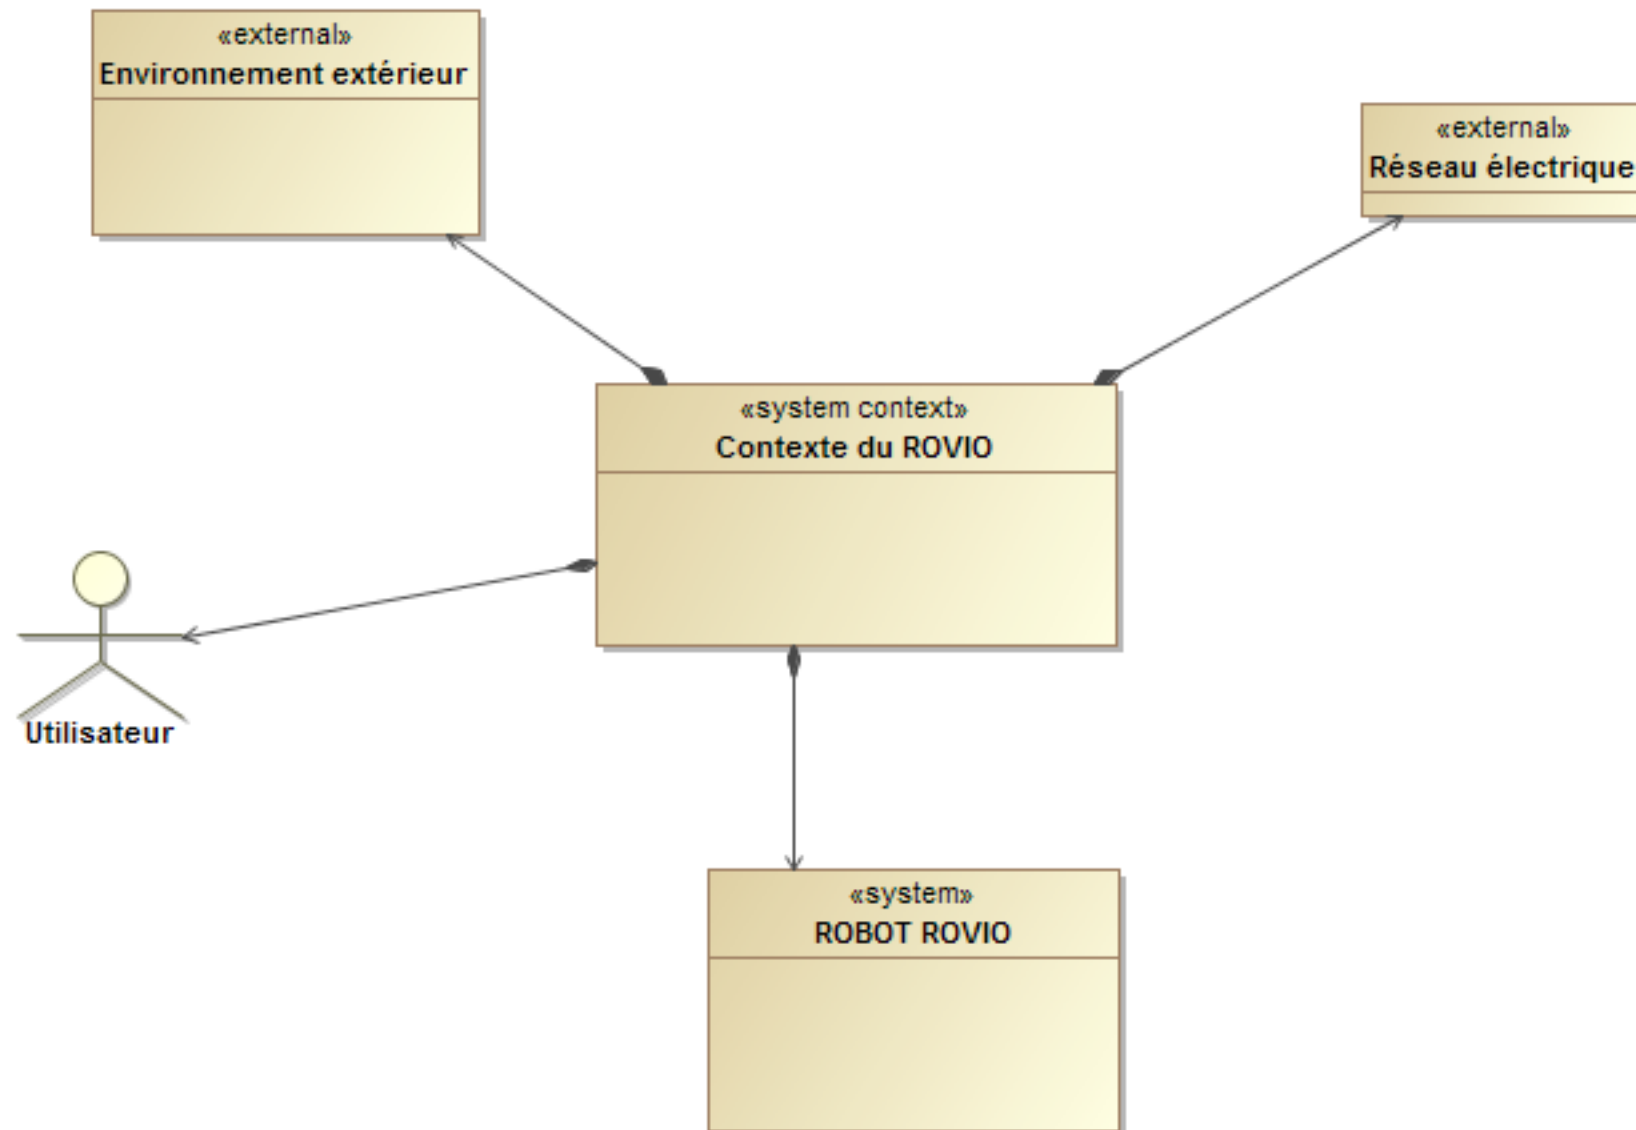 «external»
Environnement extérieur
«external»
Réseau électrique
«system context»
Contexte du ROVIO
Utilisateur
«system»
ROBOT ROVIO